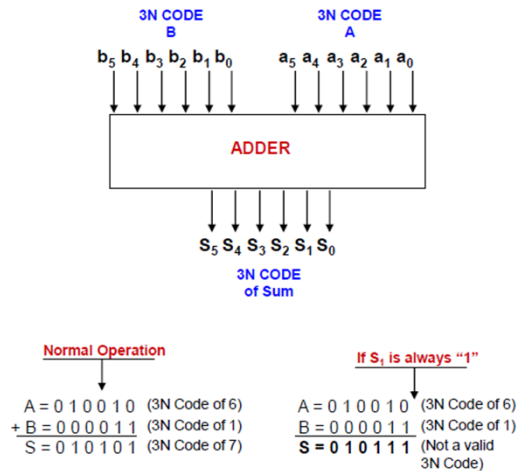 3N CODE
B
3N CODE
A
b5 b4 b3 b2 b1 b0
a5 a4 a3 a2 a1 a0
ADDER
S5 S4 S3 S2 S1 S0
3N CODE
of Sum
Normal Operation
A = 0 1 0 0 1 0 (3N Code of 6)
+ B = 0 0 0 0 1 1 (3N Code of 1)
S = 0 1 0 1 0 1 (3N Code of 7)
If S1 is always “1”
A = 0 1 0 0 1 0 (3N Code of 6)
B = 0 0 0 0 1 1 (3N Code of 1)
S = 0 1 0 1 1 1 (Not a valid
3N Code)